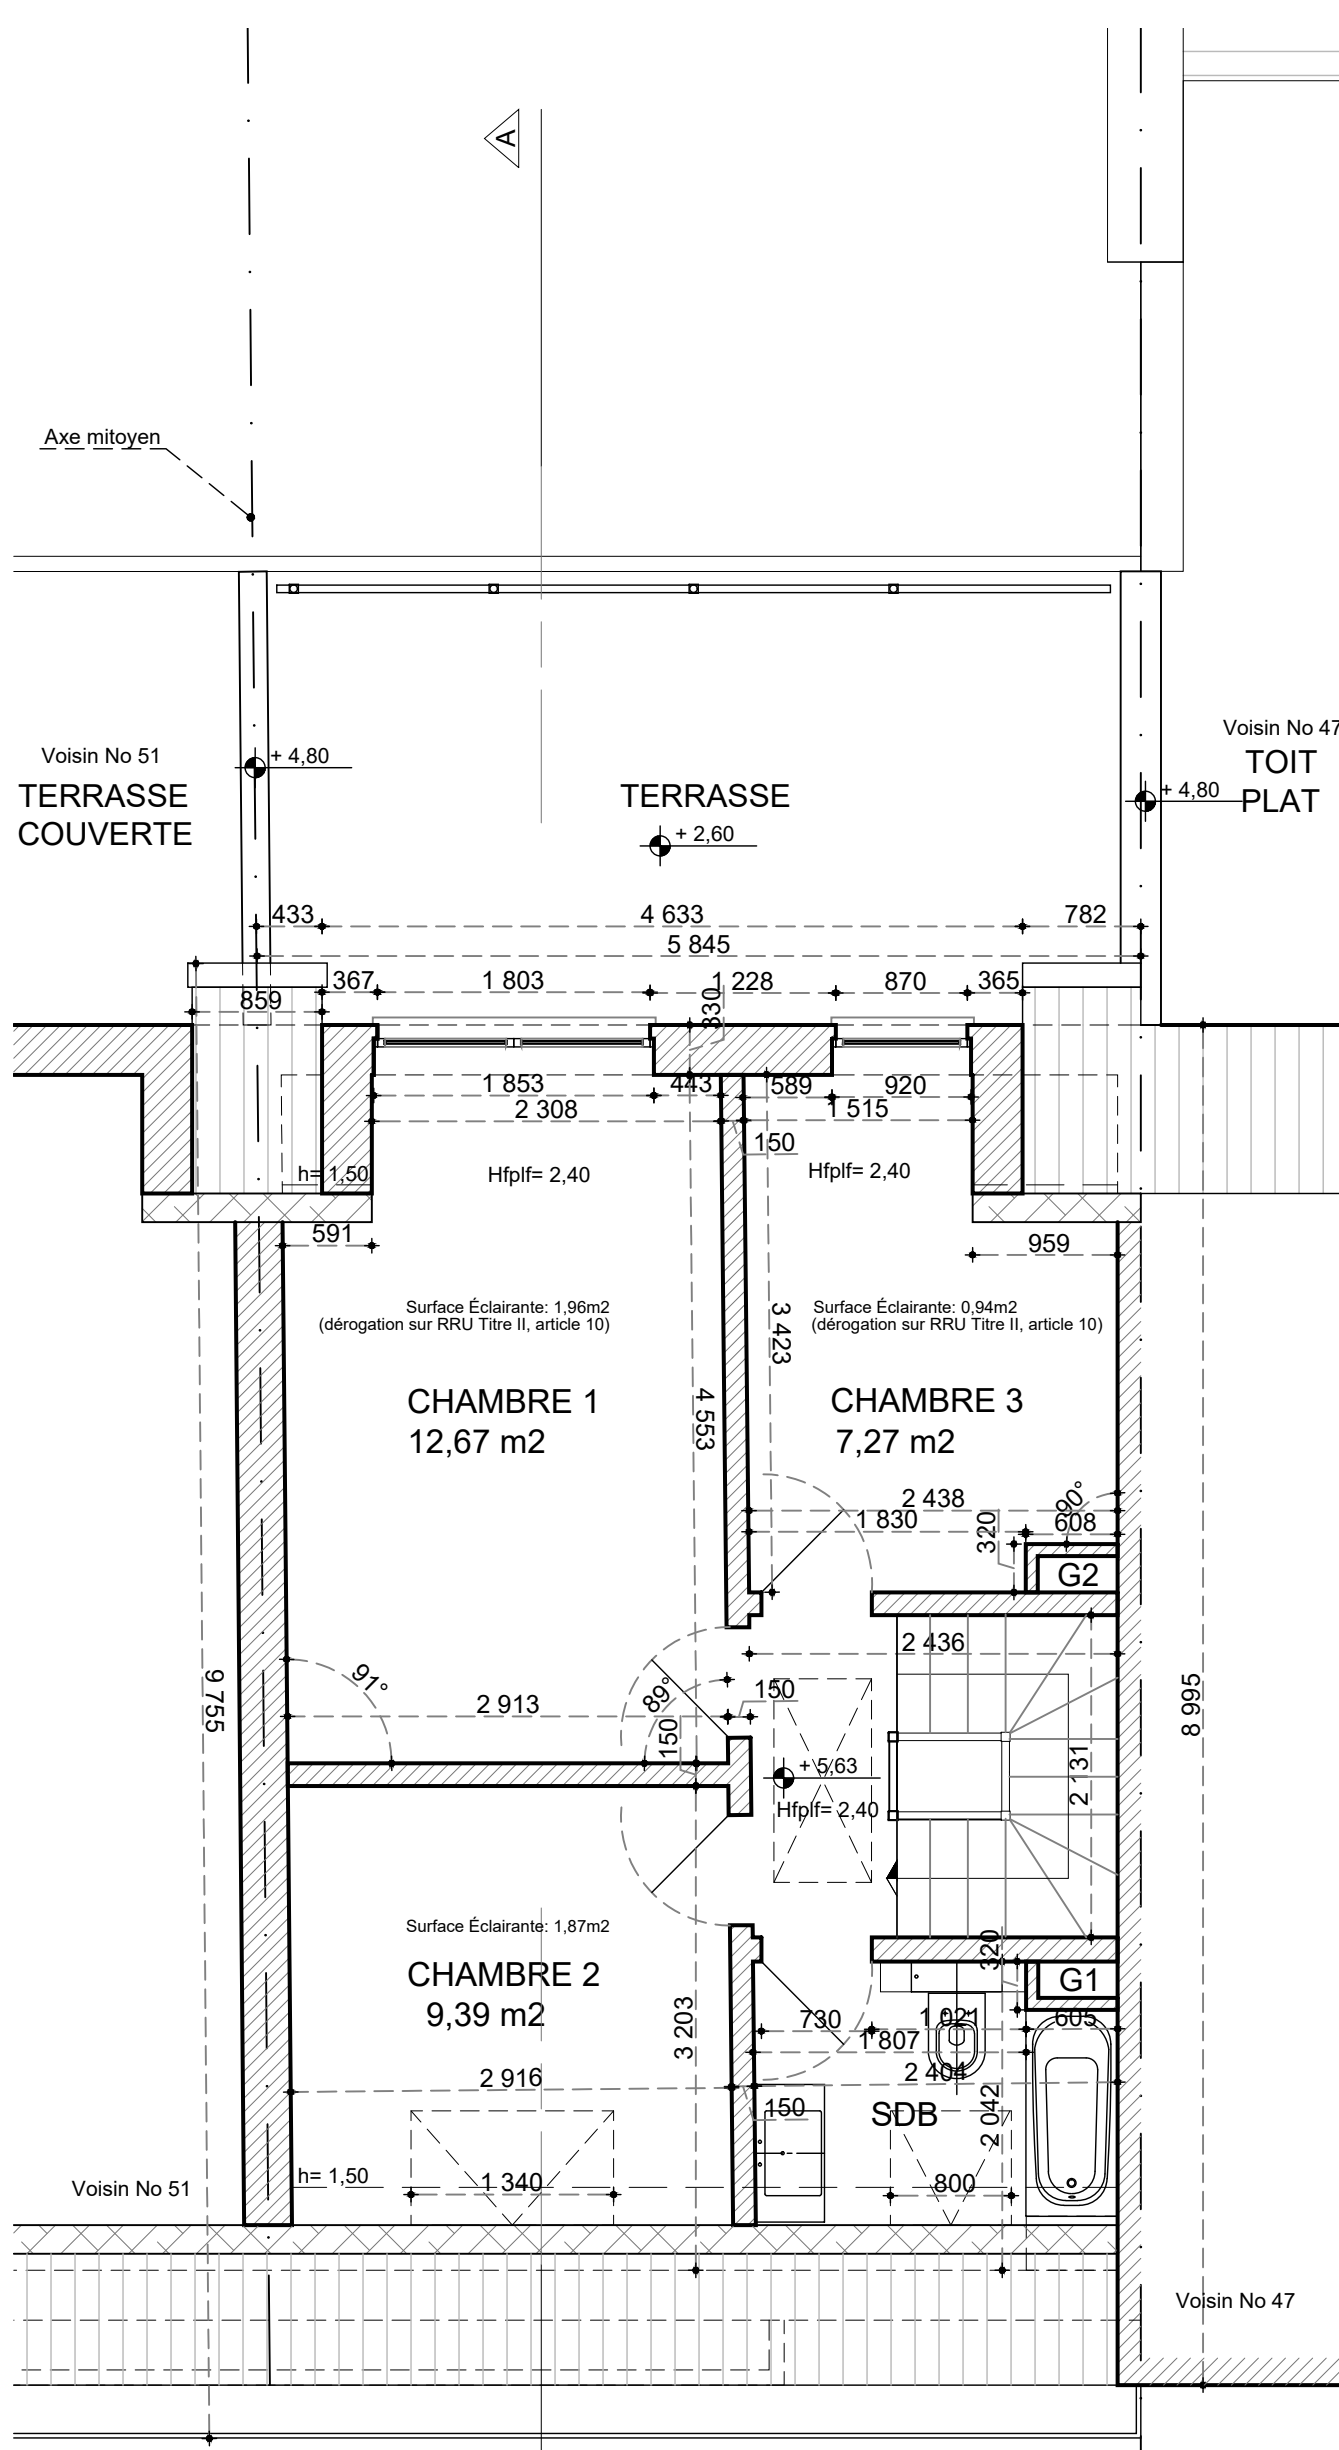 A
Axe mitoyen
Voisin No 51
TERRASSE
COUVERTE
+ 4,80
TERRASSE
+ 2,60
Voisin No 47
TOIT
PLAT
+ 4,80
433
4 633
782
5 845
367
1 803
1 228
870
365
859
330
1 853
443
589
920
2 308
1 515
150
h= 1,50
Hfplf= 2,40
Hfplf= 2,40
591
959
Surface Éclairante: 1,96m2
(dérogation sur RRU Titre II, article 10)
Surface Éclairante: 0,94m2
(dérogation sur RRU Titre II, article 10)
3 423
4 553
CHAMBRE 1
12,67 m2
CHAMBRE 3
7,27 m2
2 438
90°
1 830
608
320
G2
2 436
91°
89°
2 913
150
150
9 755
8 995
+ 5,63
Hfplf= 2,40
2 131
Surface Éclairante: 1,87m2
CHAMBRE 2
9,39 m2
320
G1
730
1 021
605
1 807
3 203
2 404
2 916
150
SDB
2 042
h= 1,50
1 340
800
Voisin No 51
Voisin No 47